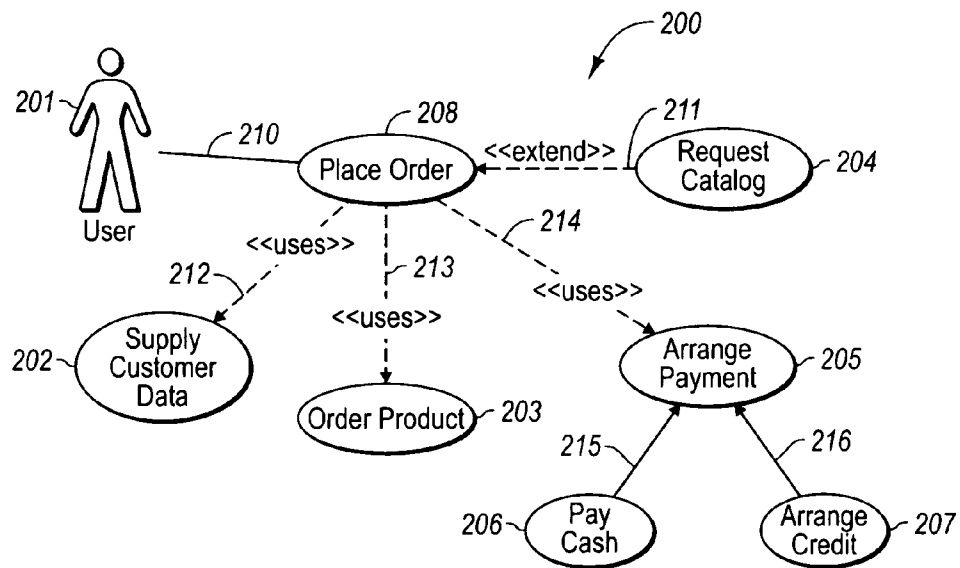 200
201
210
208
211
<<extend>>
Place Order
Request
Catalog
204
User
<<uses>>
214
212
213
<<uses>>
<<uses>>
202
Supply
Customer
Data
Arrange
Payment
205
Order Product
203
215
216
206
Pay
Cash
Arrange
Credit
207